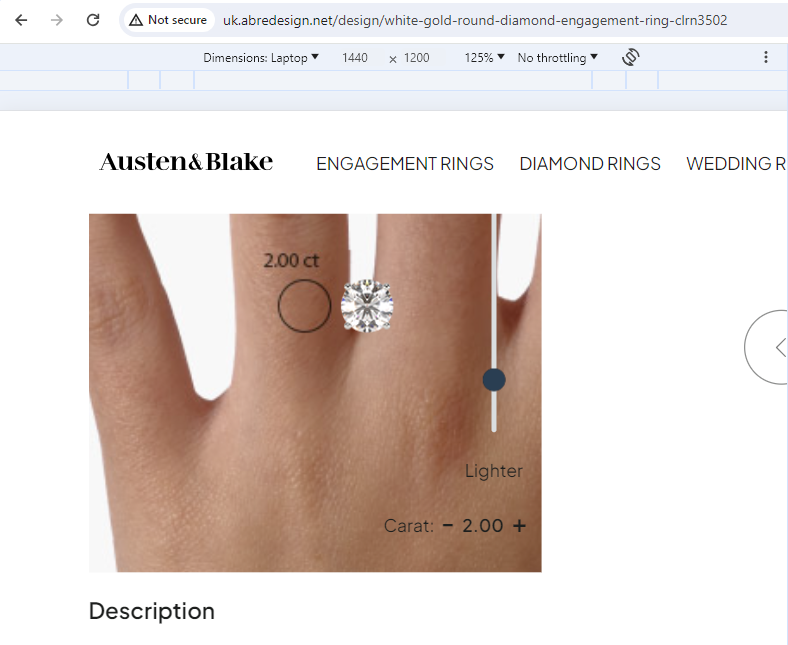 Not secure
uk.abredesign.net/design/white-gold-round-diamond-engagement-ring-clrn3502
Dimensions: Laptop ▼ 1440 × 1200 125% ▼ No throttling ▼
Austen&Blake ENGAGEMENT RINGS DIAMOND RINGS WEDDING R
2.00 ct
Lighter
Carat: - 2.00 +
Description